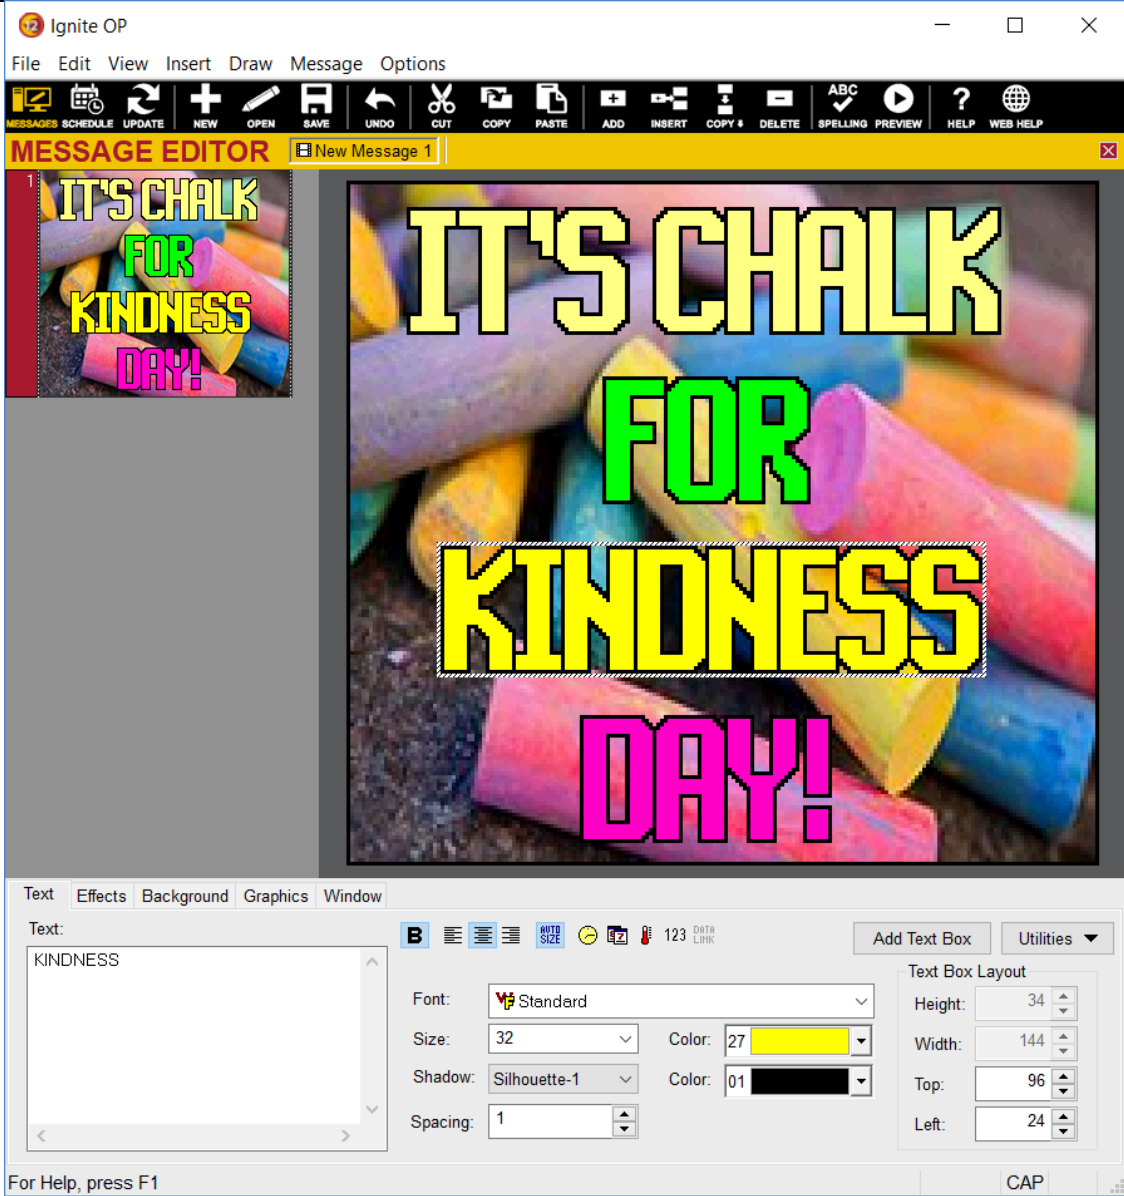 Ignite OP
File Edit View Insert Draw Message Options
MESSAGES SCHEDULE UPDATE NEW OPEN SAVE UNDO CUT COPY PASTE ADD INSERT COPY DELETE ABC SPELLING PREVIEW ? HELP WEB HELP
MESSAGE EDITOR New Message 1
1
IT'S CHALK
FOR
KINDNESS
DAY!
IT'S CHALK
FOR
KINDNESS
DAY!
Text Effects Background Graphics Window
Text:
KINDNESS
B AUTO SIZE 123 DATA LINK
Add Text Box Utilities
Font: Standard
Size: 32 Color: 27
Shadow: Silhouette-1 Color: 01
Spacing: 1
Text Box Layout
Height: 34
Width: 144
Top: 96
Left: 24
For Help, press F1 CAP